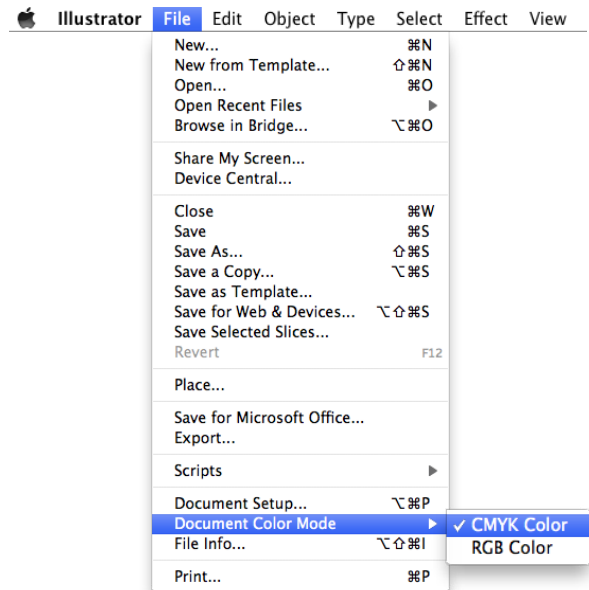 Illustrator File Edit Object Type Select Effect View
New... ⌘N
New from Template... ⇧⌘N
Open... ⌘O
Open Recent Files ▶
Browse in Bridge... ⌥⌘O
Share My Screen...
Device Central...
Close ⌘W
Save ⌘S
Save As... ⇧⌘S
Save a Copy... ⌥⌘S
Save as Template...
Save for Web & Devices... ⌥⇧⌘S
Save Selected Slices...
Revert F12
Place...
Save for Microsoft Office...
Export...
Scripts ▶
Document Setup... ⌥⌘P
Document Color Mode ▶ ✓ CMYK Color
File Info... ⌥⇧⌘I RGB Color
Print... ⌘P